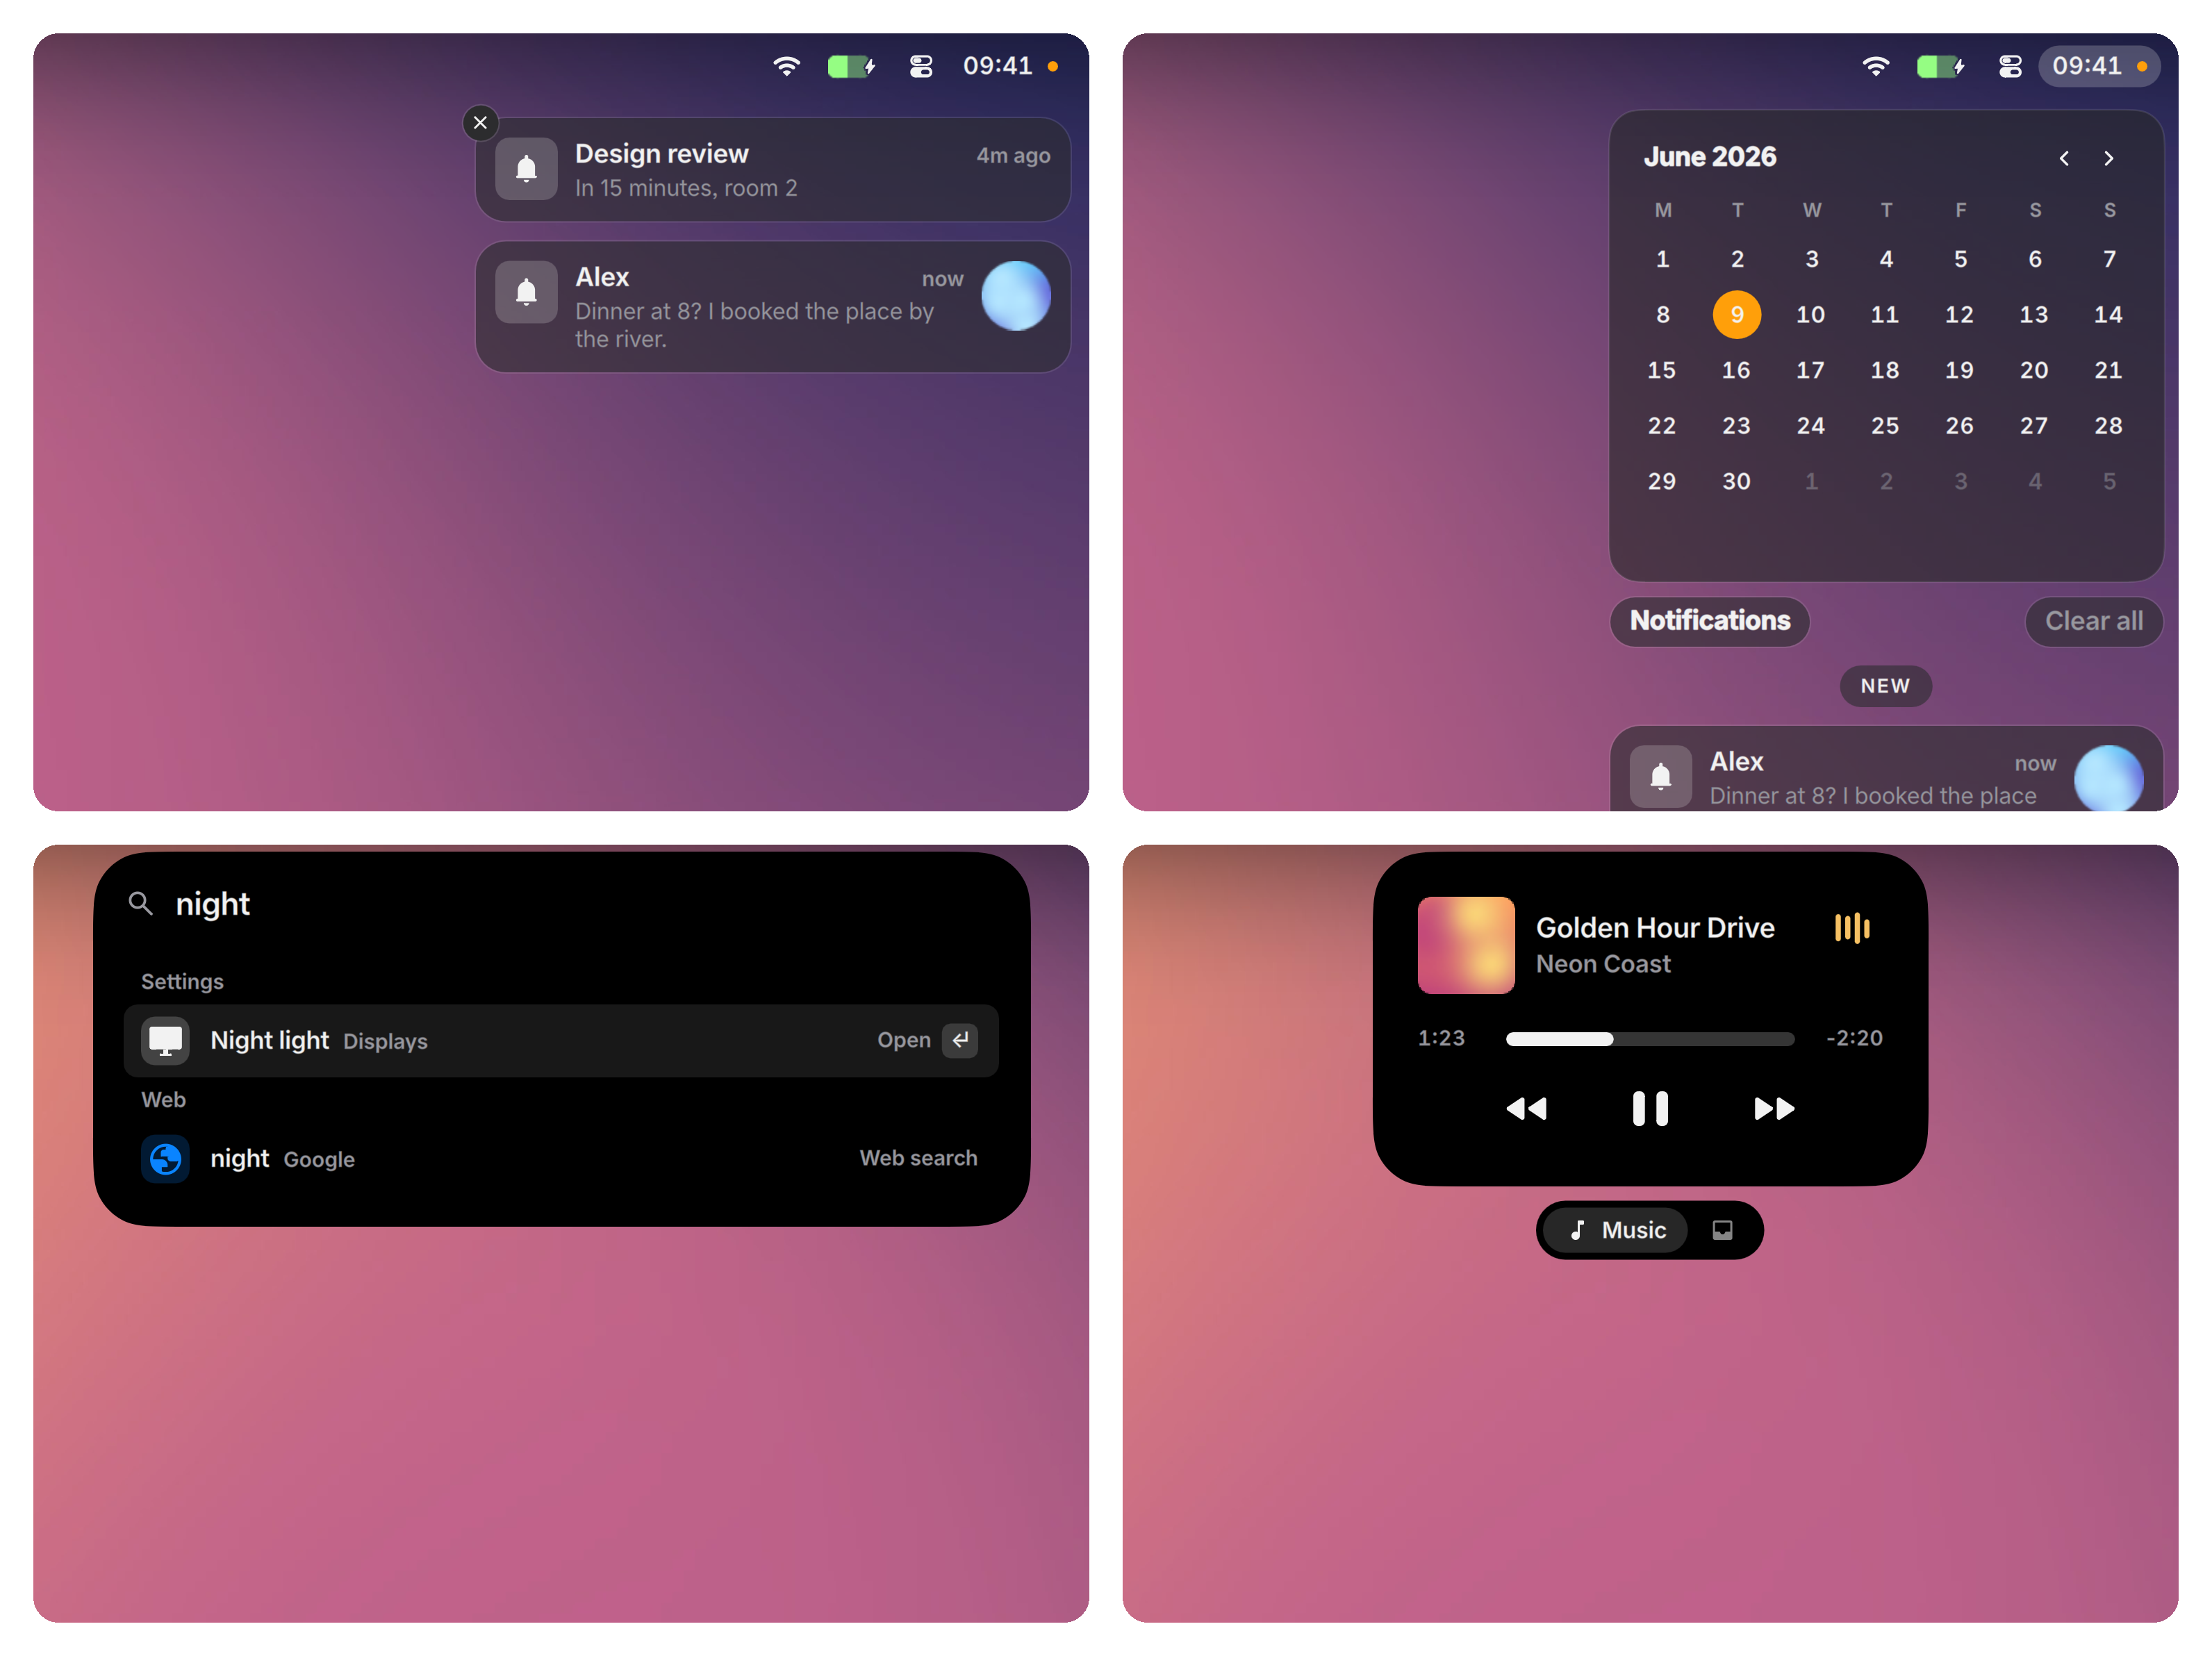 09:41
Design review
4m ago
In 15 minutes, room 2
Alex
now
Dinner at 8? I booked the place by
the river.
09:41
June 2026
M T W T F S S
1 2 3 4 5 6 7
8 9 10 11 12 13 14
15 16 17 18 19 20 21
22 23 24 25 26 27 28
29 30 1 2 3 4 5
Notifications
Clear all
NEW
Alex
now
Dinner at 8? I booked the place
night
Settings
Night light Displays
Open
Web
night Google
Web search
Golden Hour Drive
Neon Coast
1:23
-2:20
Music